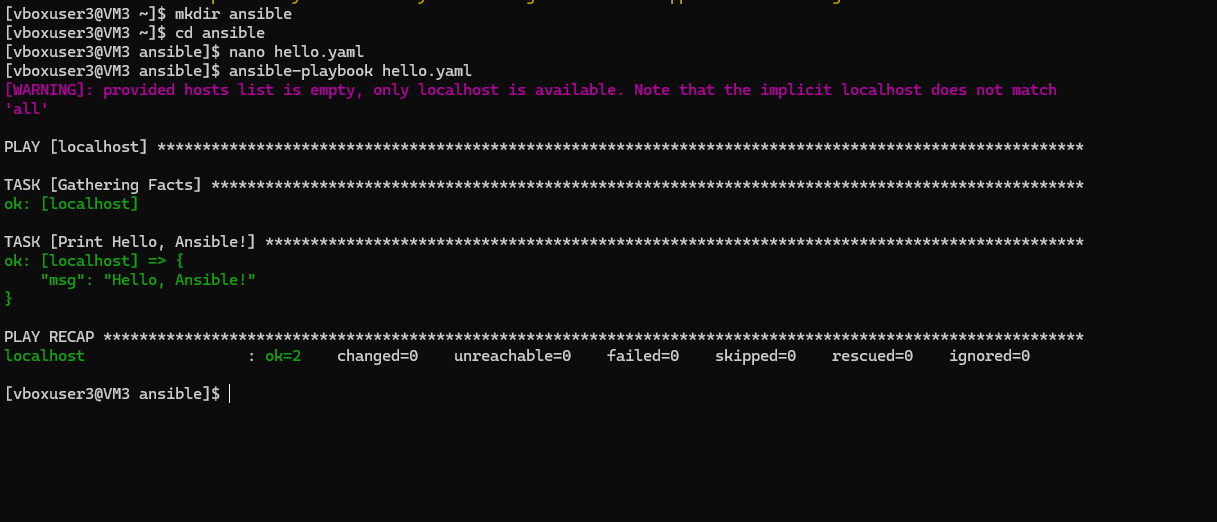 [vboxuser3@VM3 ~]$ mkdir ansible
[vboxuser3@VM3 ~]$ cd ansible
[vboxuser3@VM3 ansible]$ nano hello.yaml
[vboxuser3@VM3 ansible]$ ansible-playbook hello.yaml
[WARNING]: provided hosts list is empty, only localhost is available. Note that the implicit localhost does not match
'all'
PLAY [localhost] *******************************************************************************************************
TASK [Gathering Facts] *************************************************************************************************
ok: [localhost]
TASK [Print Hello, Ansible!] *******************************************************************************************
ok: [localhost] => {
    "msg": "Hello, Ansible!"
}
PLAY RECAP *************************************************************************************************************
localhost                  : ok=2    changed=0    unreachable=0    failed=0    skipped=0    rescued=0    ignored=0
[vboxuser3@VM3 ansible]$